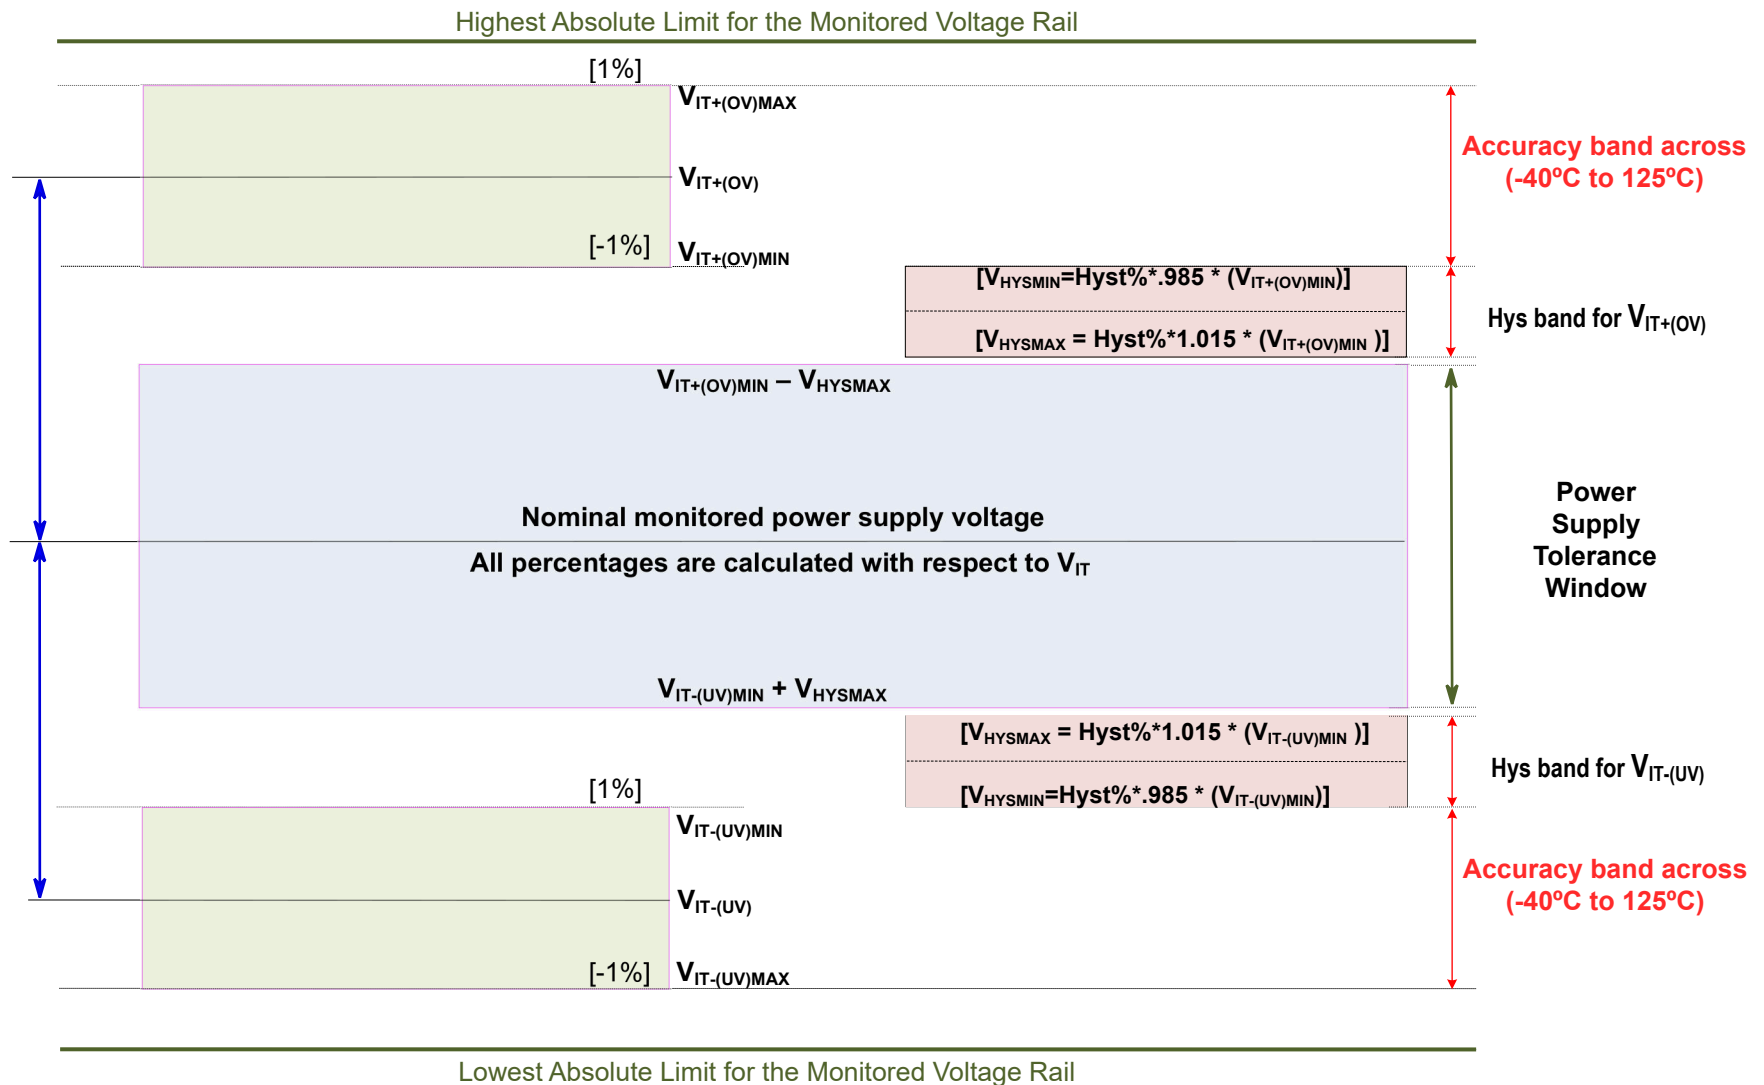 Highest Absolute Limit for the Monitored Voltage Rail
[1%]
VIT+(OV)MAX
Accuracy band across
(-40ºC to 125ºC)
VIT+(OV)
[-1%]
VIT+(OV)MIN
[VHYSMIN=Hyst%*.985 * (VIT+(OV)MIN)]
Hys band for VIT+(OV)
[VHYSMAX = Hyst%*1.015 * (VIT+(OV)MIN )]
VIT+(OV)MIN – VHYSMAX
Nominal monitored power supply voltage
All percentages are calculated with respect to VIT
Power
Supply
Tolerance
Window
VIT-(UV)MIN + VHYSMAX
[VHYSMAX = Hyst%*1.015 * (VIT-(UV)MIN )]
Hys band for VIT-(UV)
[VHYSMIN=Hyst%*.985 * (VIT-(UV)MIN)]
[1%]
VIT-(UV)MIN
Accuracy band across
(-40ºC to 125ºC)
VIT-(UV)
[-1%]
VIT-(UV)MAX
Lowest Absolute Limit for the Monitored Voltage Rail